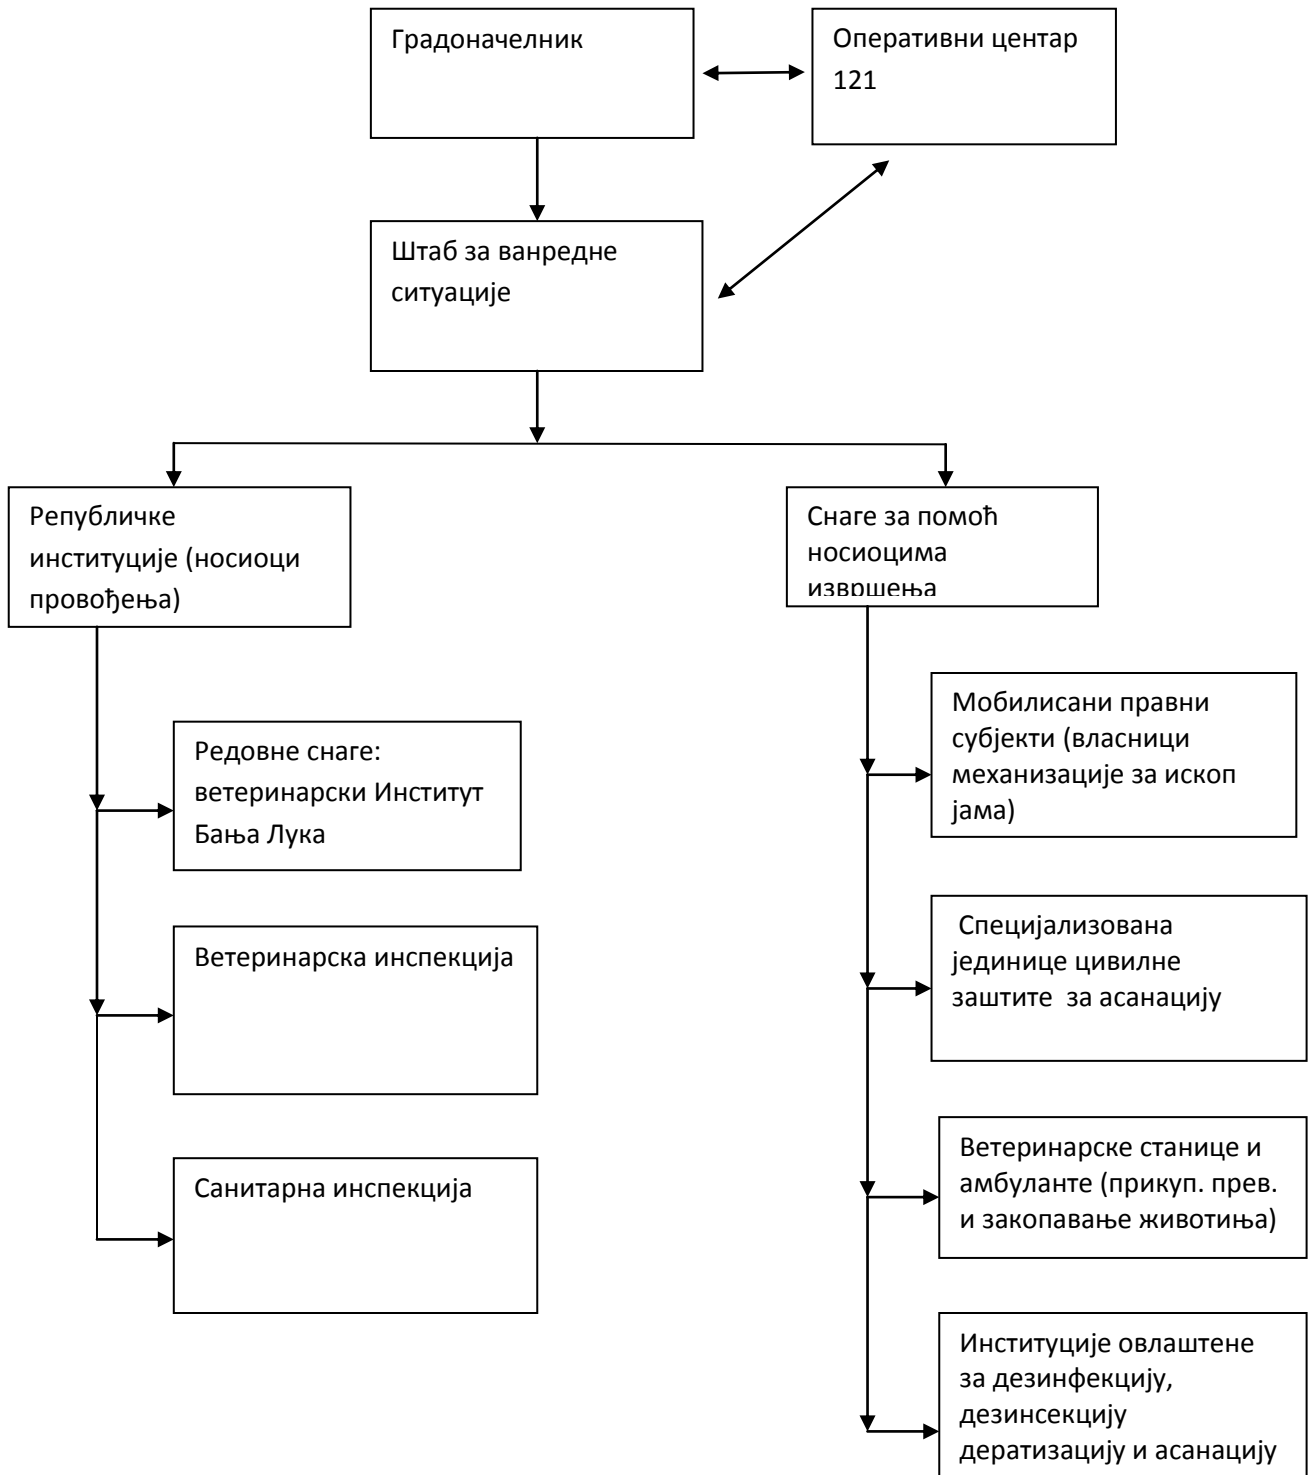 Градоначелник
Оперативни центар
121
Штаб за ванредне
ситуације
Републичке
институције (носиоци
провођења)
Снаге за помоћ
носиоцима
извршења
Редовне снаге:
ветеринарски Институт
Бања Лука
Ветеринарска инспекција
Санитарна инспекција
Мобилисани правни
субјекти (власници
механизације за ископ
јама)
Специјализована
јединице цивилне
заштите за асанацију
Ветеринарске станице и
амбуланте (прикуп. прев.
и закопавање животиња)
Институције овлаштене
за дезинфекцију,
дезинсекцију
дератизацију и асанацију